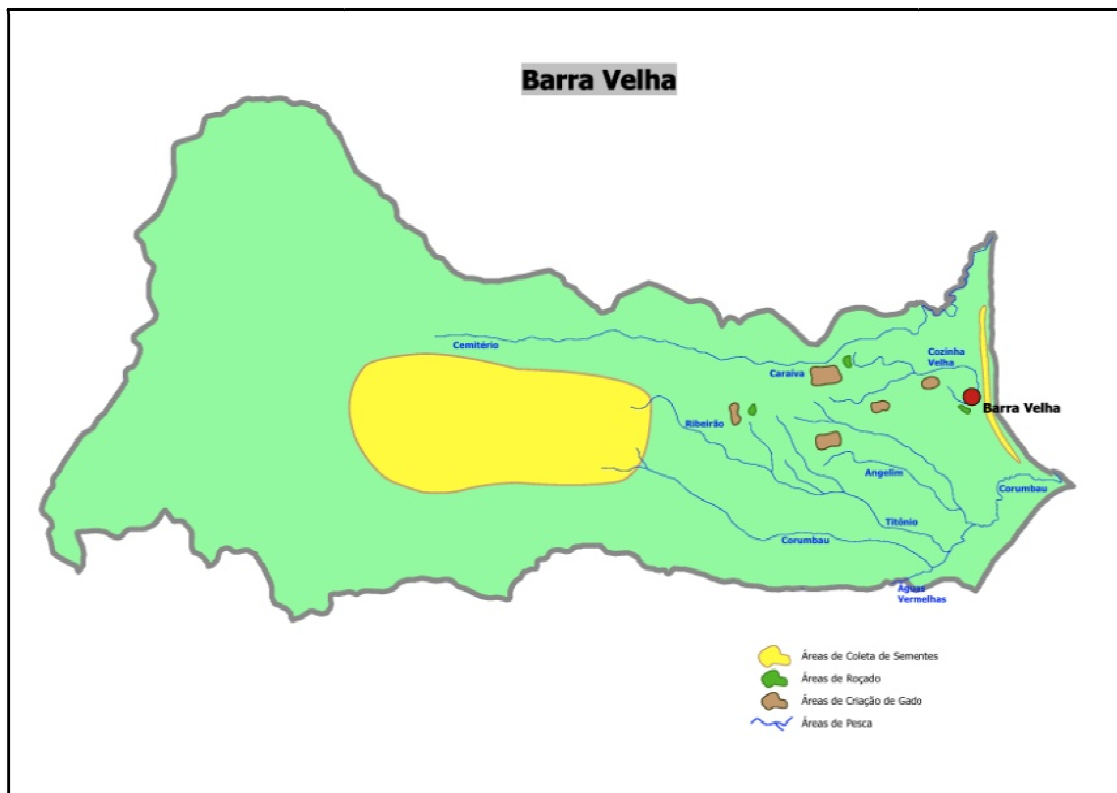 Barra Velha
Cemitério
Caraiva
Cozinha
Velha
Barra Velha
Ribeirão
Angelim
Corumbau
Titônio
Corumbau
Águas
Vermelhas
Áreas de Coleta de Sementes
Áreas de Roçado
Áreas de Criação de Gado
Áreas de Pesca